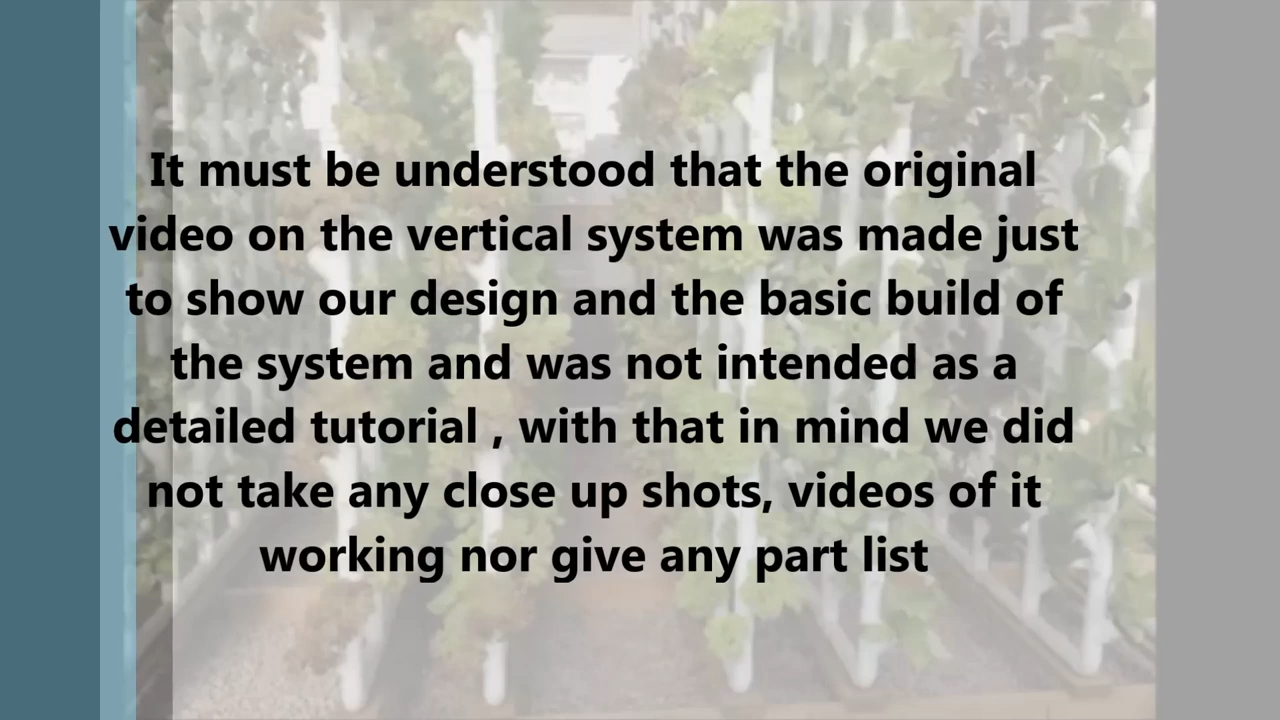 It must be understood that the original
video on the vertical system was made just
to show our design and the basic build of
the system and was not intended as a
detailed tutorial , with that in mind we did
not take any close up shots, videos of it
working nor give any part list